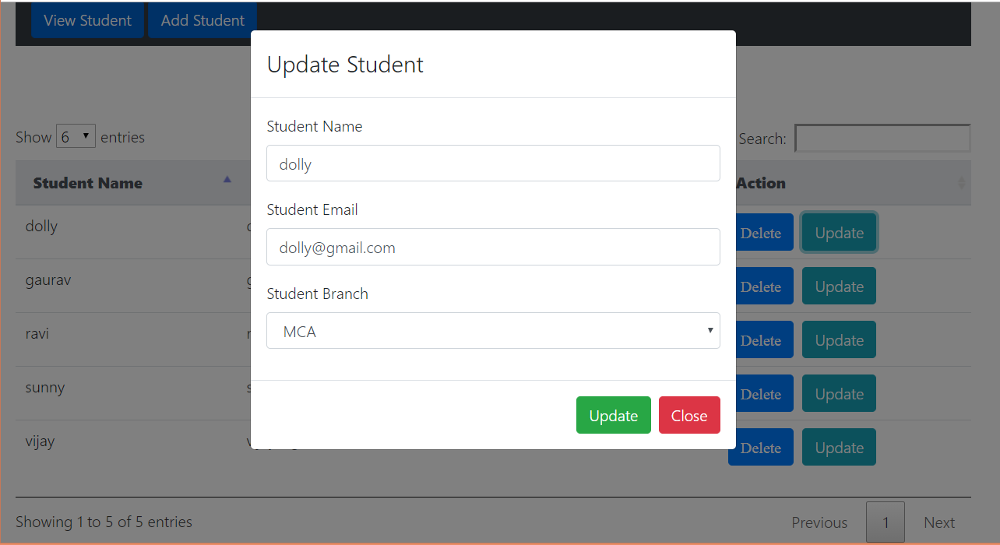 View Student Add Student
Update Student
Student Name
dolly
Student Email
dolly@gmail.com
Student Branch
MCA
Update Close
Show 6 entries
Search:
Student Name Action
dolly Delete Update
gaurav Delete Update
ravi Delete Update
sunny Delete Update
vijay Delete Update
Showing 1 to 5 of 5 entries
Previous 1 Next